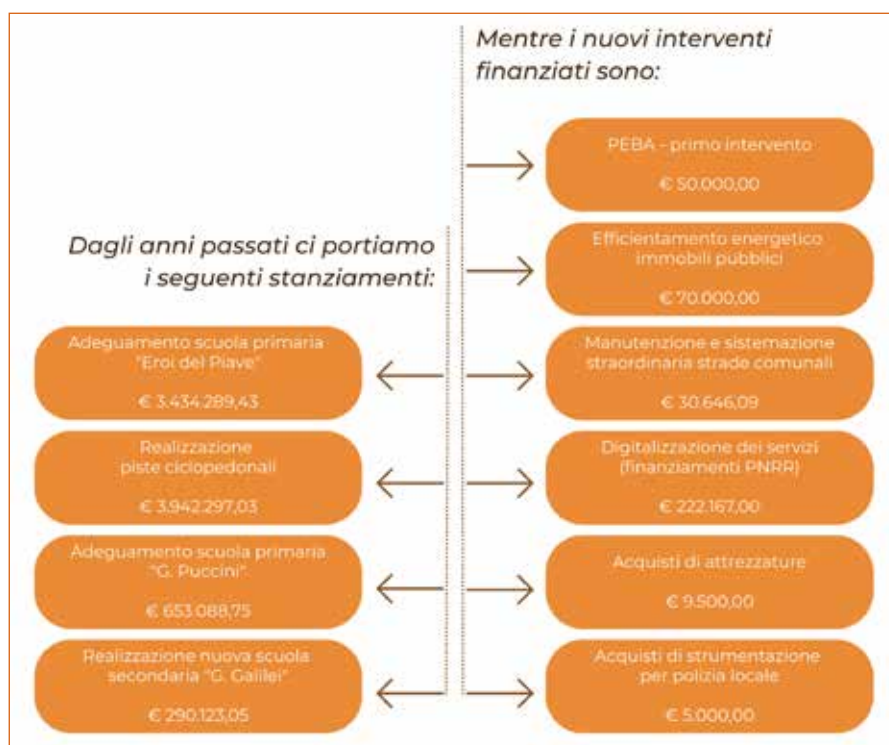 Mentre i nuovi interventi
finanziati sono:
PEBA - primo intervento
€ 50.000,00
Efficientamento energetico
immobili pubblici
€ 70.000,00
Manutenzione e sistemazione
straordinaria strade comunali
€ 30.646,09
Digitalizzazione dei servizi
(finanziamenti PNRR)
€ 222.167,00
Acquisti di attrezzature
€ 9.500,00
Acquisti di strumentazione
per polizia locale
€ 5.000,00
Dagli anni passati ci portiamo
i seguenti stanziamenti:
Adeguamento scuola primaria
"Eroi del Piave"
€ 3.434.289,43
Realizzazione
piste ciclopedonali
€ 3.942.297,03
Adeguamento scuola primaria
"G. Puccini"
€ 653.088,75
Realizzazione nuova scuola
secondaria "G. Galilei"
€ 290.123,05